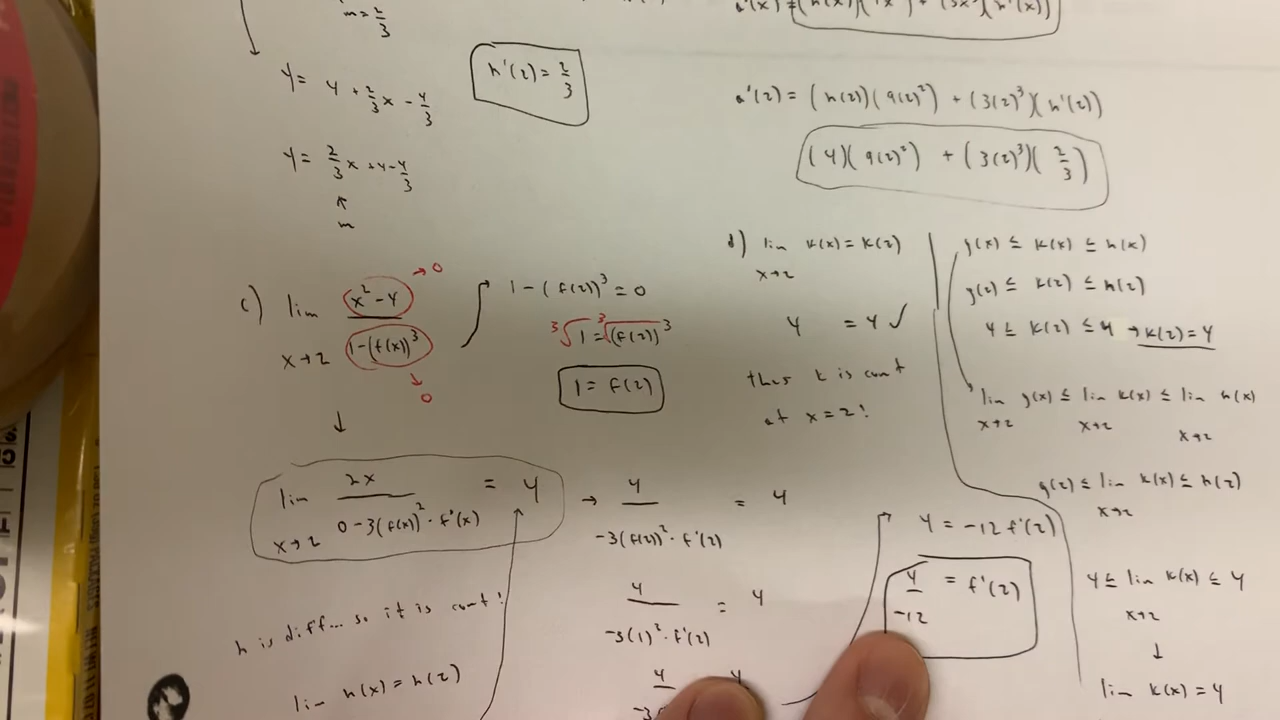 m = 2/3
y = 4 + 2/3 x - 4/3
y = 2/3 x + 4 - 4/3
↑
m
h'(2) = 2/3
a'(2) = (h(2))(9(2)²) + (3(2)³)(h'(2))
(4)(9(2)²) + (3(2)³)(2/3)
c) lim x→2 (x² - 4) / (1 - (f(x))³)
→ 0
→ 0
1 - (f(2))³ = 0
³√1 = ³√(f(2))³
1 = f(2)
lim x→2 2x / (0 - 3(f(x))² · f'(x)) = 4
→ 4 / (-3(f(2))² · f'(2)) = 4
4 / (-3(1)² · f'(2)) = 4
4
-3
4
4 = -12 f'(2)
4/-12 = f'(2)
h is diff... so it is cont!
lim h(x) = h(2)
d) lim x→2 k(x) = k(2)
4 = 4 ✓
thus k is cont
at x = 2!
g(x) ≤ k(x) ≤ h(x)
g(2) ≤ k(2) ≤ h(2)
4 ≤ k(2) ≤ 4 → k(2) = 4
lim x→2 g(x) ≤ lim x→2 k(x) ≤ lim x→2 h(x)
g(2) ≤ lim x→2 k(x) ≤ h(2)
4 ≤ lim x→2 k(x) ≤ 4
↓
lim k(x) = 4